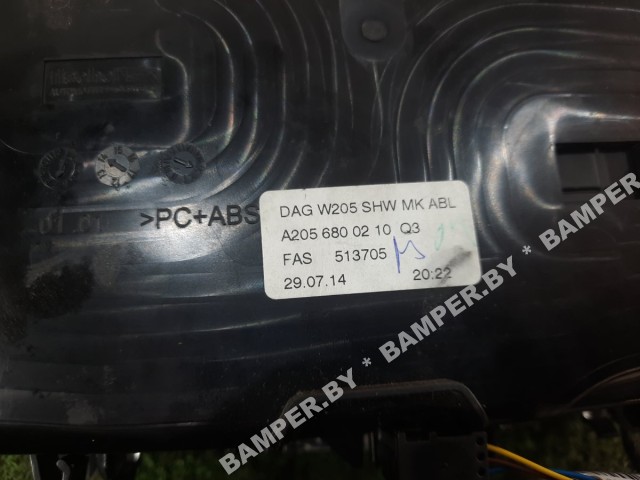 >PC+ABS
DAG W205 SHW MK ABL
A205 680 02 10 Q3
FAS 513705
29.07.14 20:22
BAMPER.BY * BAMPER.BY * BAMPER.BY